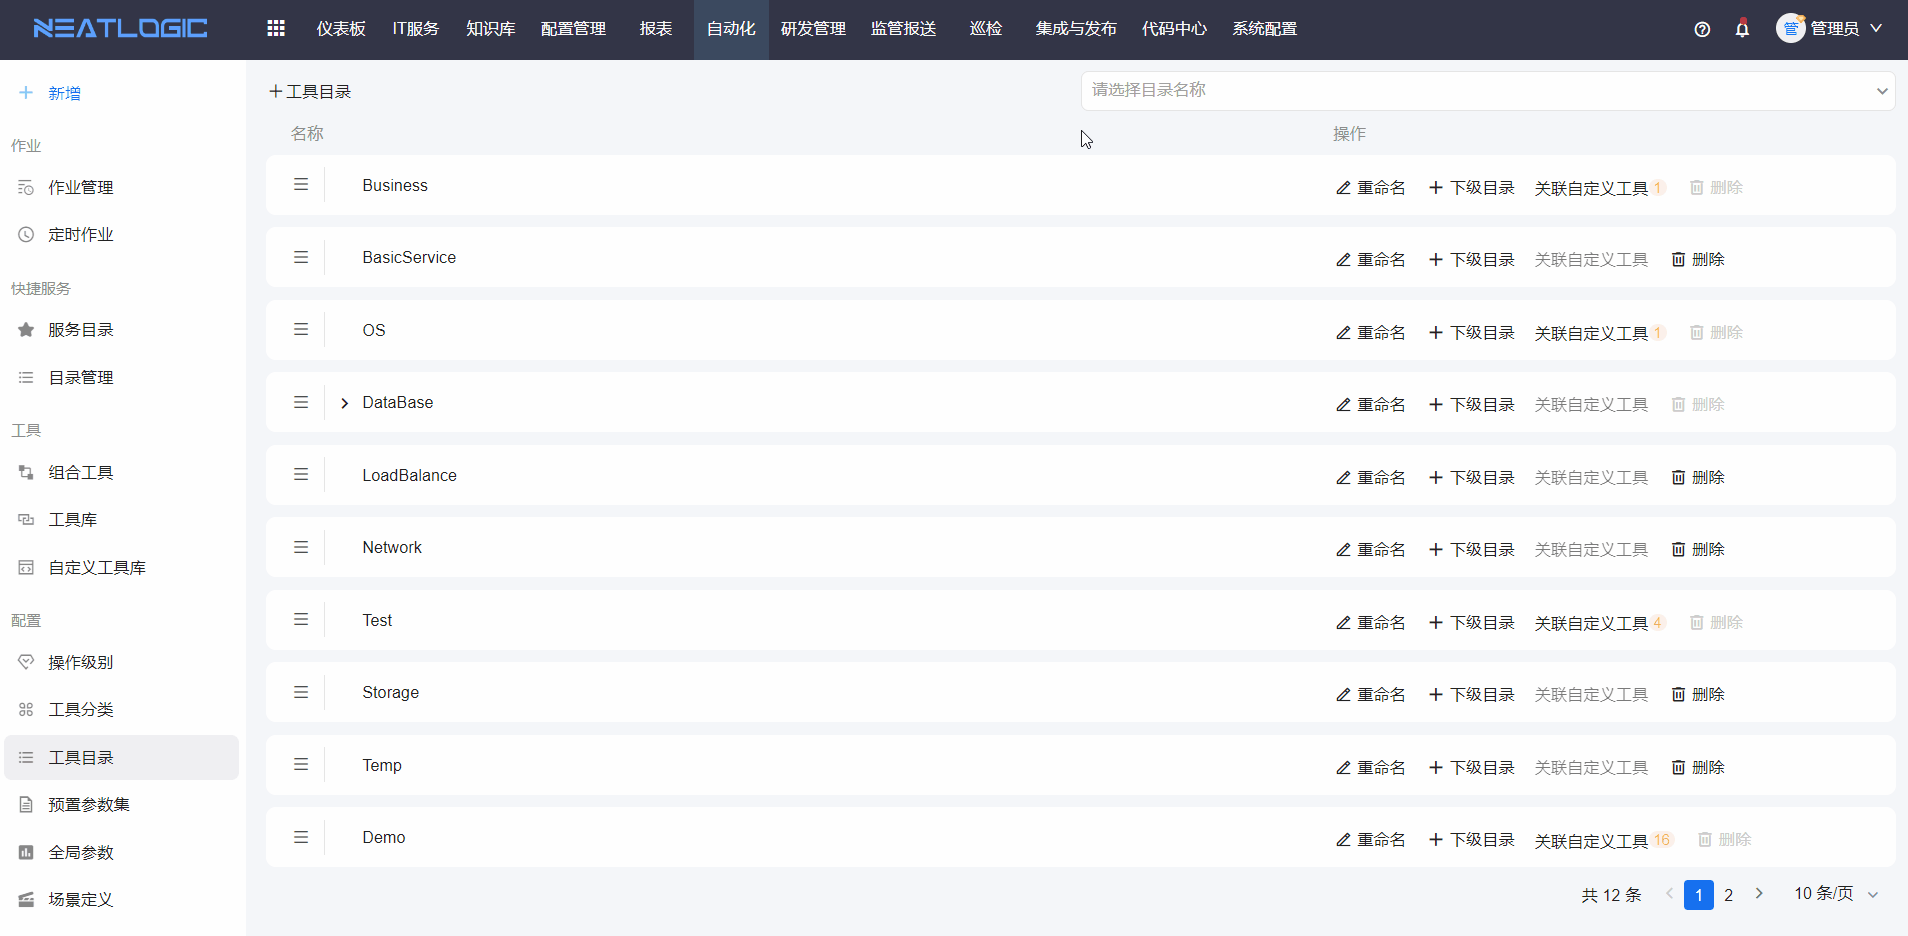 NEATLOGIC 仪表板 IT服务 知识库 配置管理 报表 自动化 研发管理 监管报送 巡检 集成与发布 代码中心 系统配置 管 管理员
新增
作业
作业管理
定时作业
快捷服务
服务目录
目录管理
工具
组合工具
工具库
自定义工具库
配置
操作级别
工具分类
工具目录
预置参数集
全局参数
场景定义
工具目录 请选择目录名称
名称 操作
Business 重命名 下级目录 关联自定义工具 1 删除
BasicService 重命名 下级目录 关联自定义工具 删除
OS 重命名 下级目录 关联自定义工具 1 删除
DataBase 重命名 下级目录 关联自定义工具 删除
LoadBalance 重命名 下级目录 关联自定义工具 删除
Network 重命名 下级目录 关联自定义工具 删除
Test 重命名 下级目录 关联自定义工具 4 删除
Storage 重命名 下级目录 关联自定义工具 删除
Temp 重命名 下级目录 关联自定义工具 删除
Demo 重命名 下级目录 关联自定义工具 16 删除
共 12 条 1 2 10 条/页